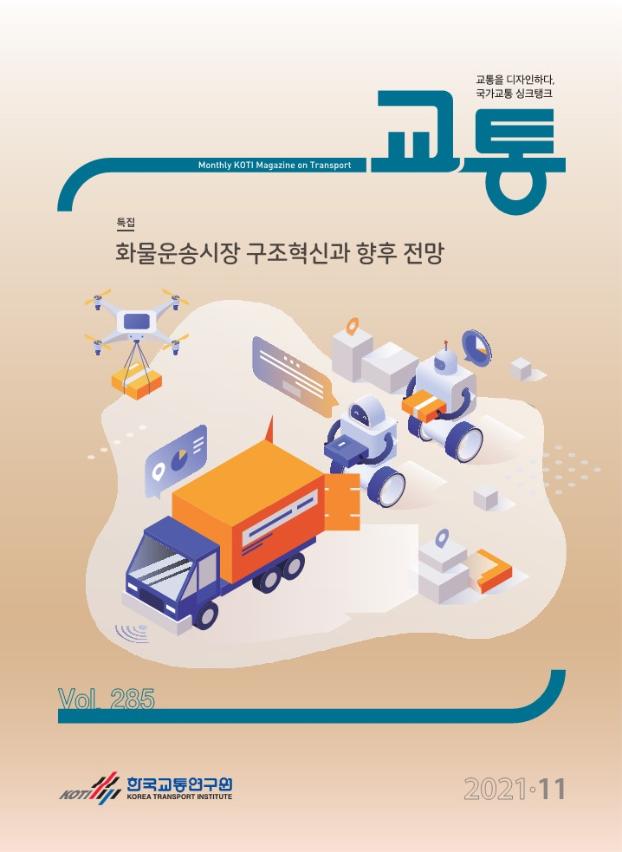 교통을 디자인하다,
국가교통 싱크탱크
교통
Monthly KOTI Magazine on Transport
특집
화물운송시장 구조혁신과 향후 전망
Vol. 285
KOTI 한국교통연구원
KOREA TRANSPORT INSTITUTE
2021·11